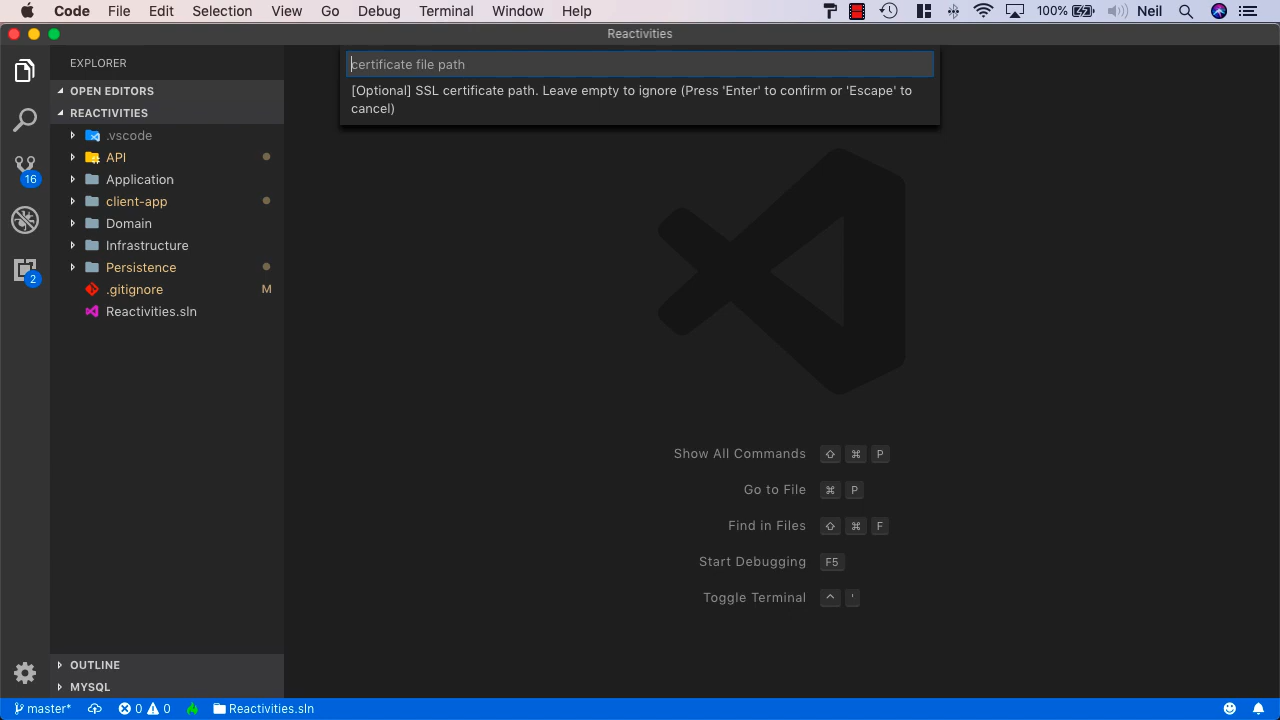 Code File Edit Selection View Go Debug Terminal Window Help 100% Neil
Reactivities
EXPLORER
OPEN EDITORS
REACTIVITIES
.vscode
API
Application
client-app
Domain
Infrastructure
Persistence
.gitignore M
Reactivities.sln
16
2
certificate file path
[Optional] SSL certificate path. Leave empty to ignore (Press 'Enter' to confirm or 'Escape' to
cancel)
Show All Commands ⇧ ⌘ P
Go to File ⌘ P
Find in Files ⇧ ⌘ F
Start Debugging F5
Toggle Terminal ^ '
OUTLINE
MYSQL
master* 0 0 Reactivities.sln